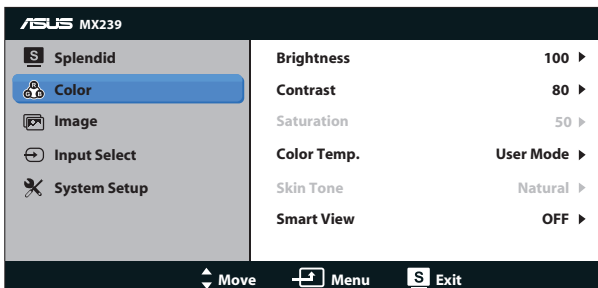 ASUS MX239
S Splendid
Color
Image
Input Select
System Setup
Brightness 100
Contrast 80
Saturation 50
Color Temp. User Mode
Skin Tone Natural
Smart View OFF
Move Menu S Exit